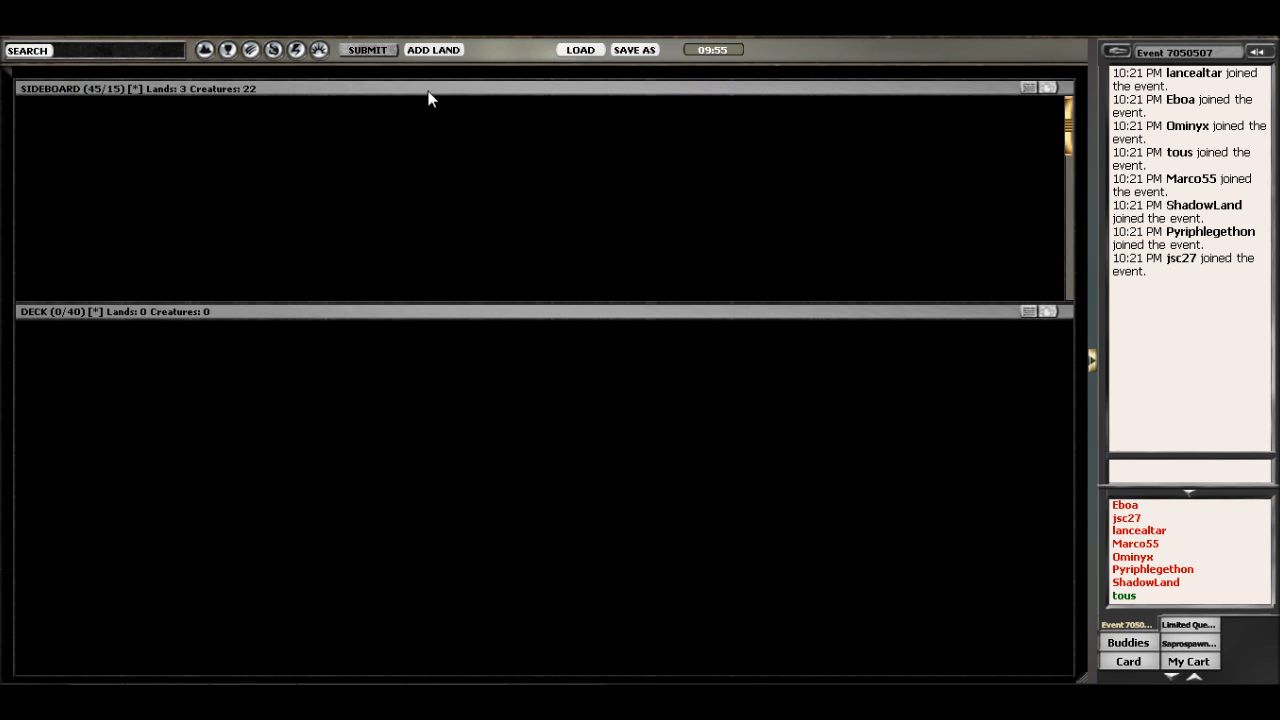 SEARCH
SUBMIT
ADD LAND
LOAD
SAVE AS
09:55
SIDEBOARD (45/15) [*] Lands: 3 Creatures: 22
DECK (0/40) [*] Lands: 0 Creatures: 0
Event 7050507
10:21 PM lancealtar joined
the event.
10:21 PM Eboa joined the
event.
10:21 PM Ominyx joined the
event.
10:21 PM tous joined the
event.
10:21 PM Marco55 joined
the event.
10:21 PM ShadowLand
joined the event.
10:21 PM Pyriphlegethon
joined the event.
10:21 PM jsc27 joined the
event.
Eboa
jsc27
lancealtar
Marco55
Ominyx
Pyriphlegethon
ShadowLand
tous
Event 7050...
Limited Que...
Buddies
Saprospawn...
Card
My Cart